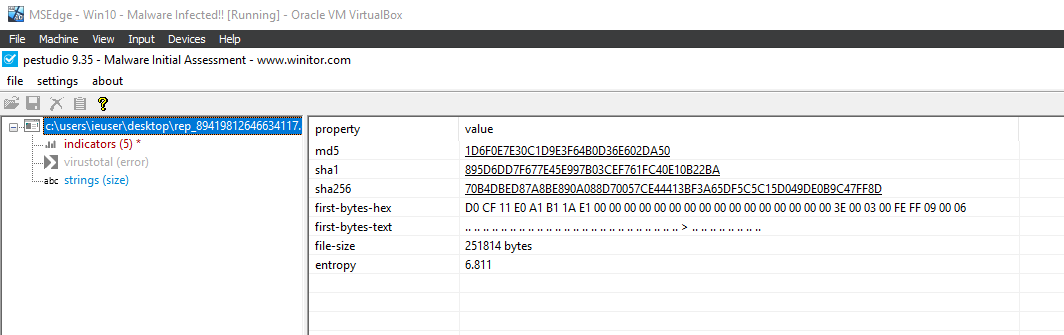 MSEdge - Win10 - Malware Infected!! [Running] - Oracle VM VirtualBox
File Machine View Input Devices Help
pestudio 9.35 - Malware Initial Assessment - www.winitor.com
file settings about
c:\users\ieuser\desktop\rep_89419812646634117.
indicators (5) *
virustotal (error)
abc strings (size)
property value
md5 1D6F0E7E30C1D9E3F64B0D36E602DA50
sha1 895D6DD7F677E45E997B03CEF761FC40E10B22BA
sha256 70B4DBED87A8BE890A088D70057CE44413BF3A65DF5C5C15D049DE0B9C47FF8D
first-bytes-hex D0 CF 11 E0 A1 B1 1A E1 00 00 00 00 00 00 00 00 00 00 00 00 00 00 00 00 3E 00 03 00 FE FF 09 00 06
first-bytes-text .. .. .. .. .. .. .. .. .. .. .. .. .. .. .. .. .. .. .. .. .. .. .. .. > .. .. .. .. .. .. .. ..
file-size 251814 bytes
entropy 6.811